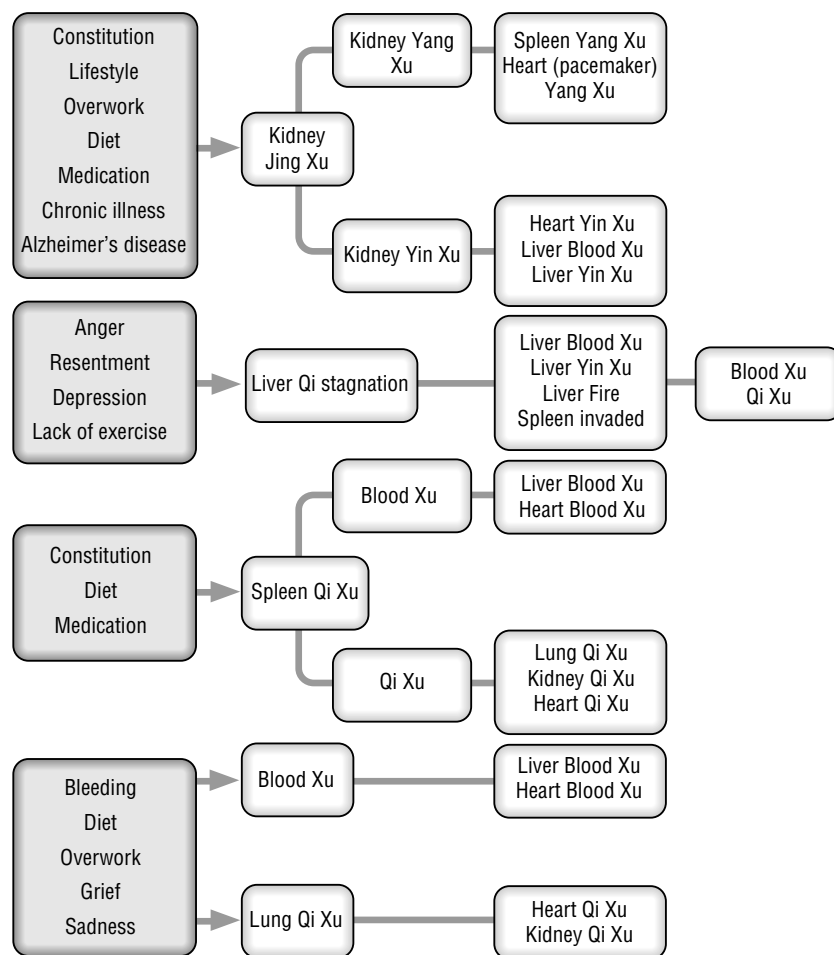 Constitution
Lifestyle
Overwork
Diet
Medication
Chronic illness
Alzheimer’s disease
Kidney
Jing Xu
Kidney Yang
Xu
Spleen Yang Xu
Heart (pacemaker)
Yang Xu
Kidney Yin Xu
Heart Yin Xu
Liver Blood Xu
Liver Yin Xu
Anger
Resentment
Depression
Lack of exercise
Liver Qi stagnation
Liver Blood Xu
Liver Yin Xu
Liver Fire
Spleen invaded
Blood Xu
Qi Xu
Constitution
Diet
Medication
Spleen Qi Xu
Blood Xu
Liver Blood Xu
Heart Blood Xu
Qi Xu
Lung Qi Xu
Kidney Qi Xu
Heart Qi Xu
Bleeding
Diet
Overwork
Grief
Sadness
Blood Xu
Liver Blood Xu
Heart Blood Xu
Lung Qi Xu
Heart Qi Xu
Kidney Qi Xu